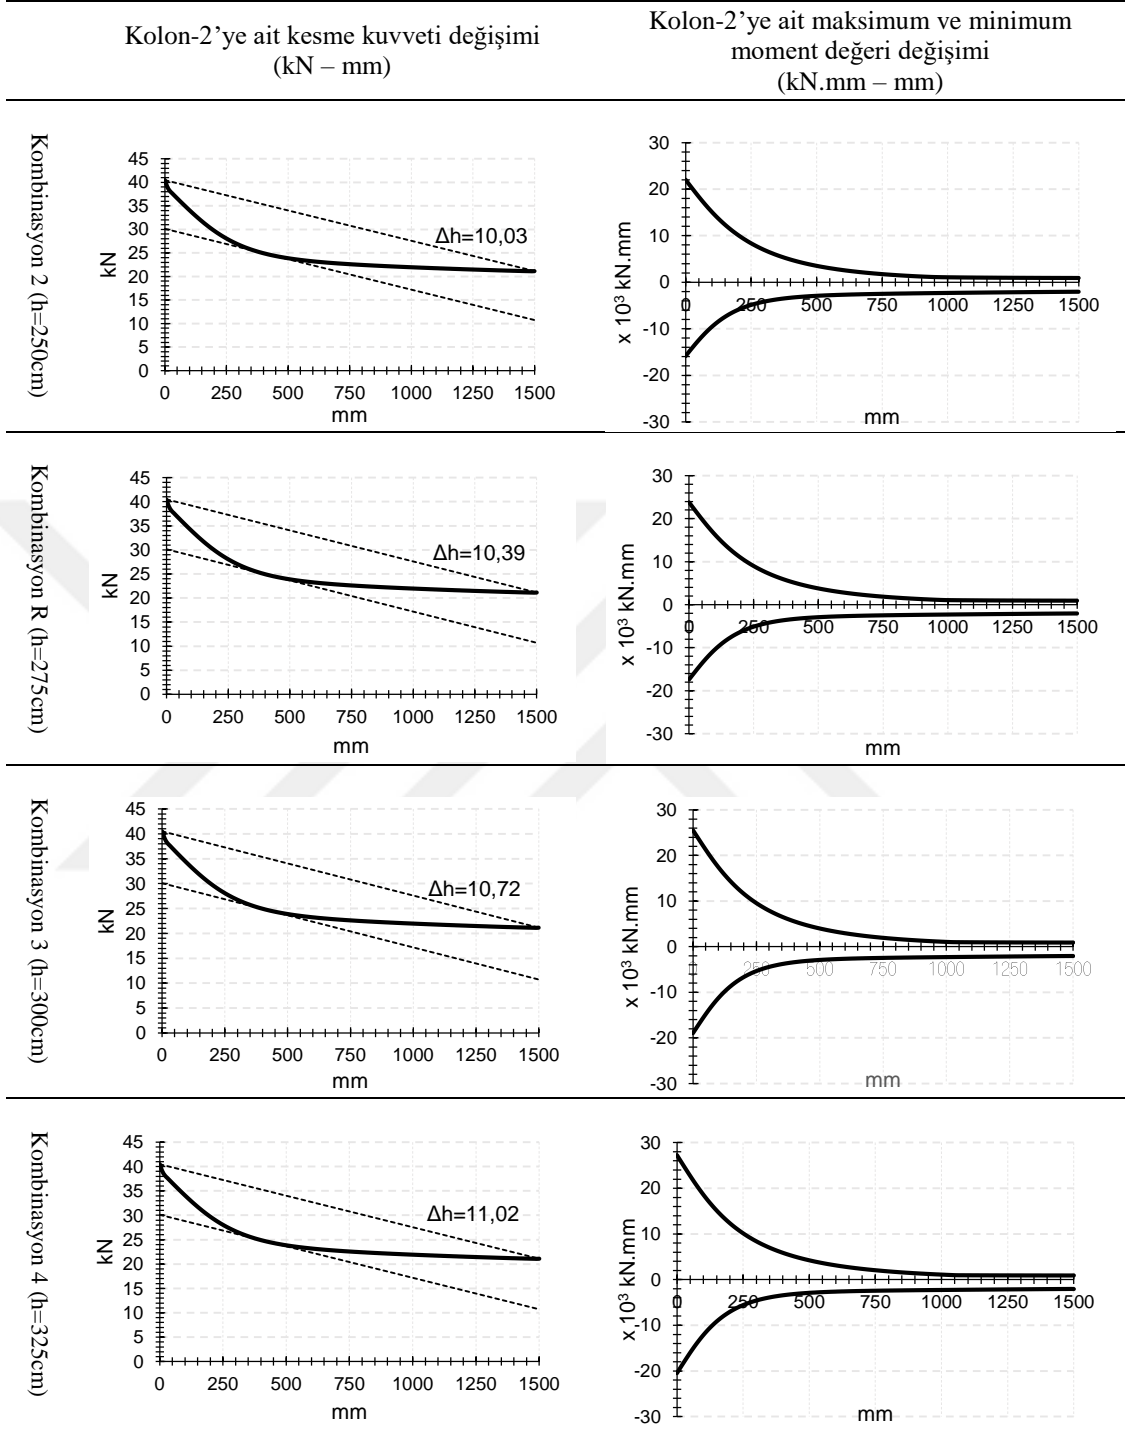 Kolon-2’ye ait kesme kuvveti değişimi
(kN – mm)
Kolon-2’ye ait maksimum ve minimum
moment değeri değişimi
(kN.mm – mm)
Kombinasyon 2 (h=250cm)
45
40
35
30
25
20
15
10
5
0
kN
Δh=10,03
0 250 500 750 1000 1250 1500
mm
30
20
10
0
-10
-20
-30
x 10³ kN.mm
0 250 500 750 1000 1250 1500
mm
Kombinasyon R (h=275cm)
45
40
35
30
25
20
15
10
5
0
kN
Δh=10,39
0 250 500 750 1000 1250 1500
mm
30
20
10
0
-10
-20
-30
x 10³ kN.mm
0 250 500 750 1000 1250 1500
mm
Kombinasyon 3 (h=300cm)
45
40
35
30
25
20
15
10
5
0
kN
Δh=10,72
0 250 500 750 1000 1250 1500
mm
30
20
10
0
-10
-20
-30
x 10³ kN.mm
0 250 500 750 1000 1250 1500
mm
Kombinasyon 4 (h=325cm)
45
40
35
30
25
20
15
10
5
0
kN
Δh=11,02
0 250 500 750 1000 1250 1500
mm
30
20
10
0
-10
-20
-30
x 10³ kN.mm
0 250 500 750 1000 1250 1500
mm